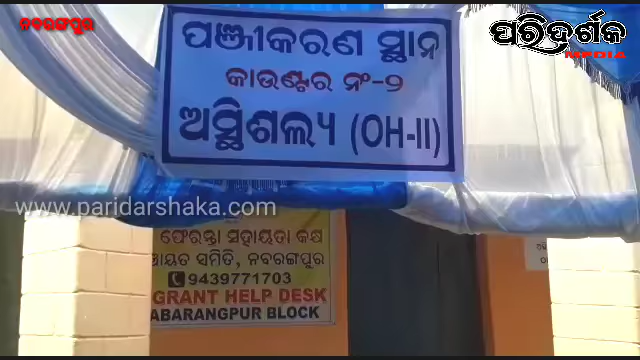 ନବରଙ୍ଗପୁର
ପରିଦର୍ଶକ
MEDIA
ପଞ୍ଜୀକରଣ ସ୍ଥାନ
କାଉଣ୍ଟର ନଂ-୨
ଅସ୍ଥିଶଲ୍ୟ (OH-II)
www.paridarshaka.com
ଫେରନ୍ତା ସହାୟତା କକ୍ଷ
ଞ୍ଚାୟତ ସମିତି, ନବରଙ୍ଗପୁର
9439771703
GRANT HELP DESK
ABARANGPUR BLOCK